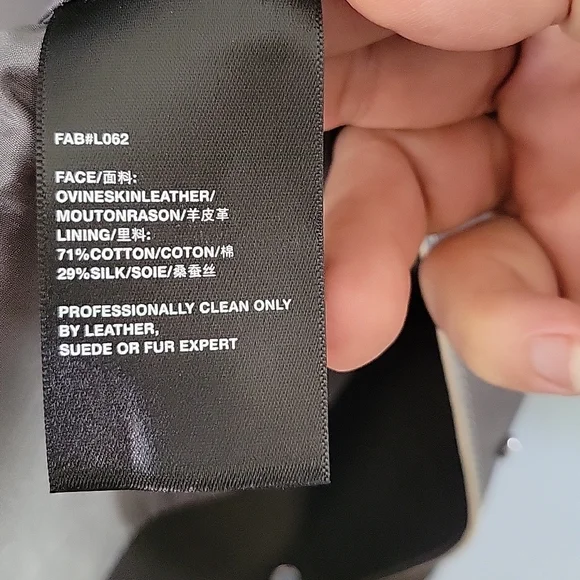 FAB#L062
FACE/面料:
OVINESKINLEATHER/
MOUTONRASON/羊皮革
LINING/里料:
71%COTTON/COTON/棉
29%SILK/SOIE/桑蚕丝
PROFESSIONALLY CLEAN ONLY
BY LEATHER,
SUEDE OR FUR EXPERT